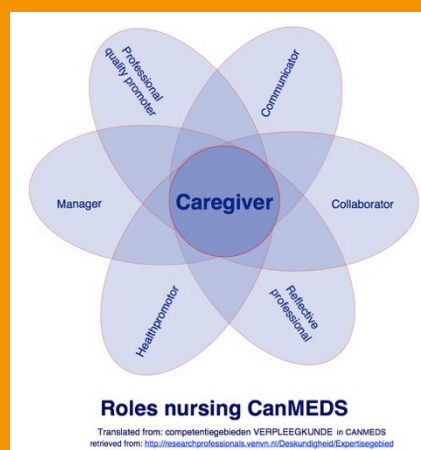 Professional
quality promoter
Communicator
Manager
Caregiver
Collaborator
Healthpromotor
Reflective
professional
Roles nursing CanMEDS
Translated from: competentiegebieden VERPLEEGKUNDE in CANMEDS
retrieved from: http://researchprofessionals.venvn.nl/Deskundigheid/Expertisegebied